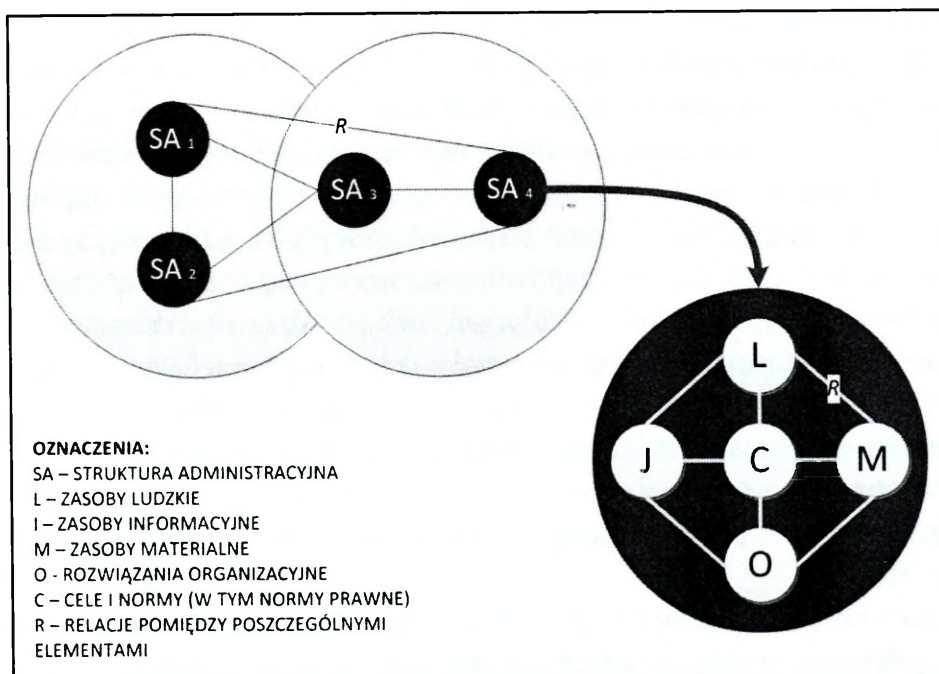 R
SA 1
SA 3
SA 4
SA 2
L
R
J
C
M
O
OZNACZENIA:
SA – STRUKTURA ADMINISTRACYJNA
L – ZASOBY LUDZKIE
I – ZASOBY INFORMACYJNE
M – ZASOBY MATERIALNE
O - ROZWIĄZANIA ORGANIZACYJNE
C – CELE I NORMY (W TYM NORMY PRAWNE)
R – RELACJE POMIĘDZY POSZCZEGÓLNYMI
ELEMENTAMI